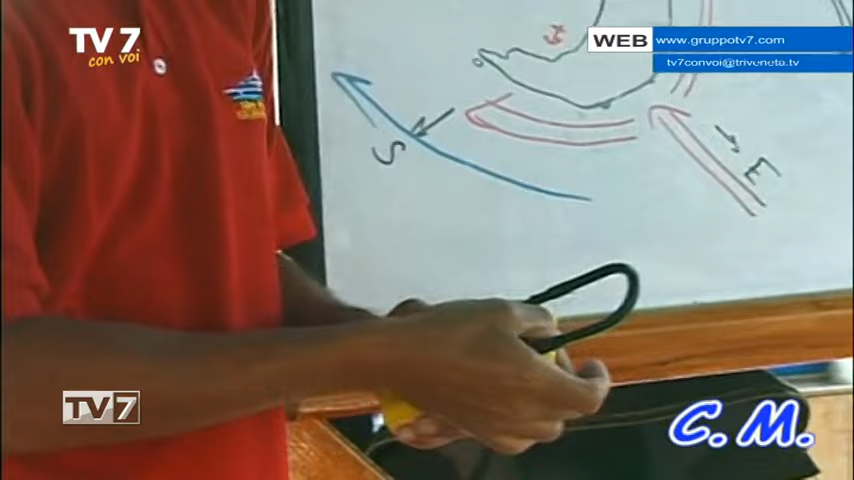 TV7
con voi
WEB
www.gruppotv7.com
tv7convoi@triveneta.tv
S
E
TV7
C.M.